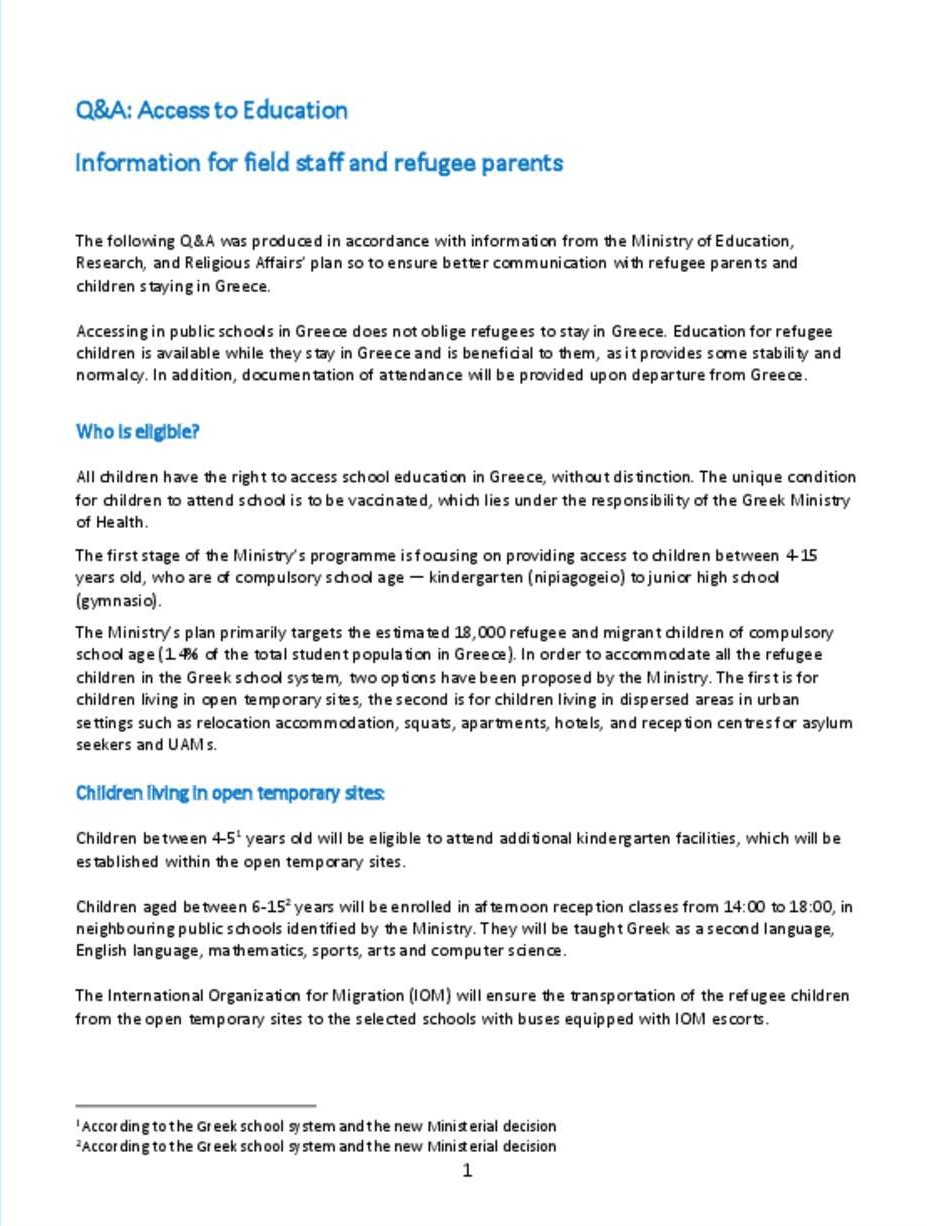 Q&A: Access to Education
Information for field staff and refugee parents
The following Q&A was produced in accordance with information from the Ministry of Education,
Research, and Religious Affairs' plan so to ensure better communication with refugee parents and
children staying in Greece.
Accessing in public schools in Greece does not oblige refugees to stay in Greece. Education for refugee
children is available while they stay in Greece and is beneficial to them, as it provides some stability and
normalcy. In addition, documentation of attendance will be provided upon departure from Greece.
Who is eligible?
All children have the right to access school education in Greece, without distinction. The unique condition
for children to attend school is to be vaccinated, which lies under the responsibility of the Greek Ministry
of Health.
The first stage of the Ministry's programme is focusing on providing access to children between 4-15
years old, who are of compulsory school age — kindergarten (nipiagogeio) to junior high school
(gymnasio).
The Ministry's plan primarily targets the estimated 18,000 refugee and migrant children of compulsory
school age (1.4% of the total student population in Greece). In order to accommodate all the refugee
children in the Greek school system, two options have been proposed by the Ministry. The first is for
children living in open temporary sites, the second is for children living in dispersed areas in urban
settings such as relocation accommodation, squats, apartments, hotels, and reception centres for asylum
seekers and UAMs.
Children living in open temporary sites:
Children between 4-5¹ years old will be eligible to attend additional kindergarten facilities, which will be
established within the open temporary sites.
Children aged between 6-15² years will be enrolled in afternoon reception classes from 14:00 to 18:00, in
neighbouring public schools identified by the Ministry. They will be taught Greek as a second language,
English language, mathematics, sports, arts and computer science.
The International Organization for Migration (IOM) will ensure the transportation of the refugee children
from the open temporary sites to the selected schools with buses equipped with IOM escorts.
¹According to the Greek school system and the new Ministerial decision
²According to the Greek school system and the new Ministerial decision
1